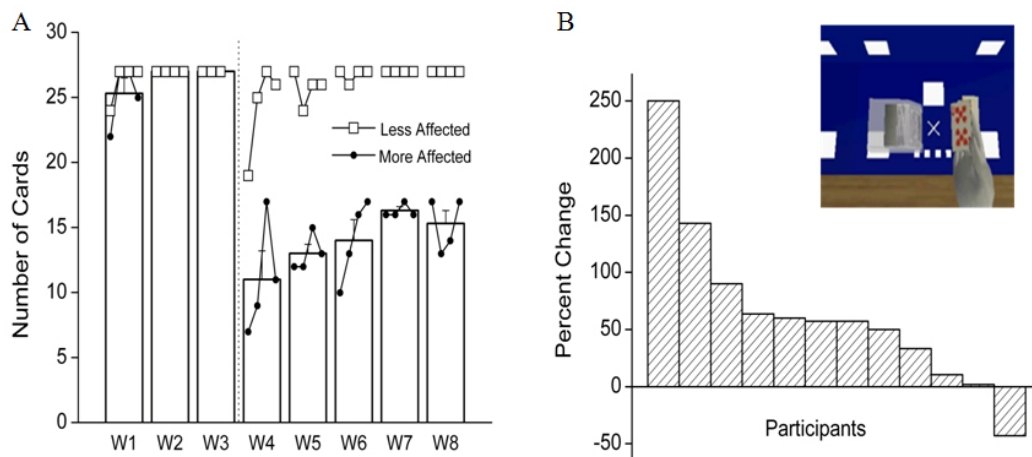 A
Number of Cards
30
25
20
15
10
5
0
Less Affected
More Affected
W1 W2 W3 W4 W5 W6 W7 W8
B
Percent Change
250
200
150
100
50
0
-50
Participants